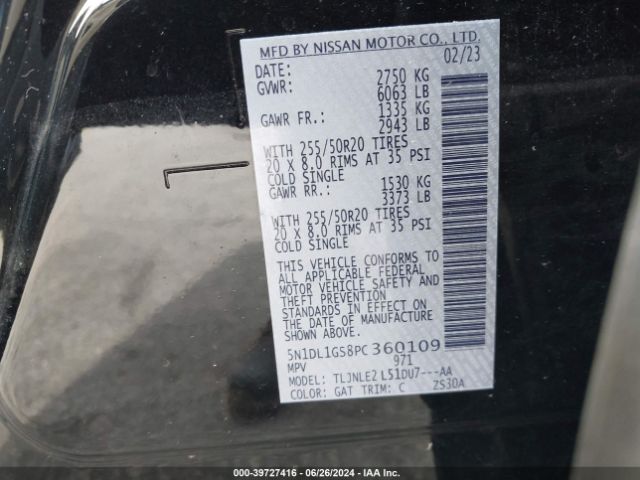 MFD BY NISSAN MOTOR CO., LTD.
DATE: 02/23
GVWR: 2750 KG
6063 LB
GAWR FR.: 1335 KG
2943 LB
WITH 255/50R20 TIRES
20 X 8.0 RIMS AT 35 PSI
COLD SINGLE
GAWR RR.: 1530 KG
3373 LB
WITH 255/50R20 TIRES
20 X 8.0 RIMS AT 35 PSI
COLD SINGLE
THIS VEHICLE CONFORMS TO
ALL APPLICABLE FEDERAL
MOTOR VEHICLE SAFETY AND
THEFT PREVENTION
STANDARDS IN EFFECT ON
THE DATE OF MANUFACTURE
SHOWN ABOVE.
5N1DL1GS8PC360109
MPV 971
MODEL: TLJNLE2 L51DU7---AA
COLOR: GAT TRIM: C ZS30A
000-39727416 - 06/26/2024 - IAA Inc.